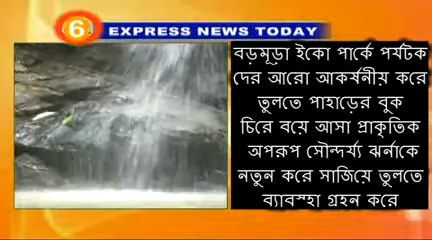 6 EXPRESS NEWS TODAY
বড়মূড়া ইকো পার্কে পর্যটক
দের আরো আকর্ষনীয় করে
তুলতে পাহাড়ের বুক
চিরে বয়ে আসা প্রাকৃতিক
অপরূপ সৌন্দর্য্য ঝর্নাকে
নতুন করে সাজিয়ে তুলতে
ব্যাবস্হা গ্রহন করে